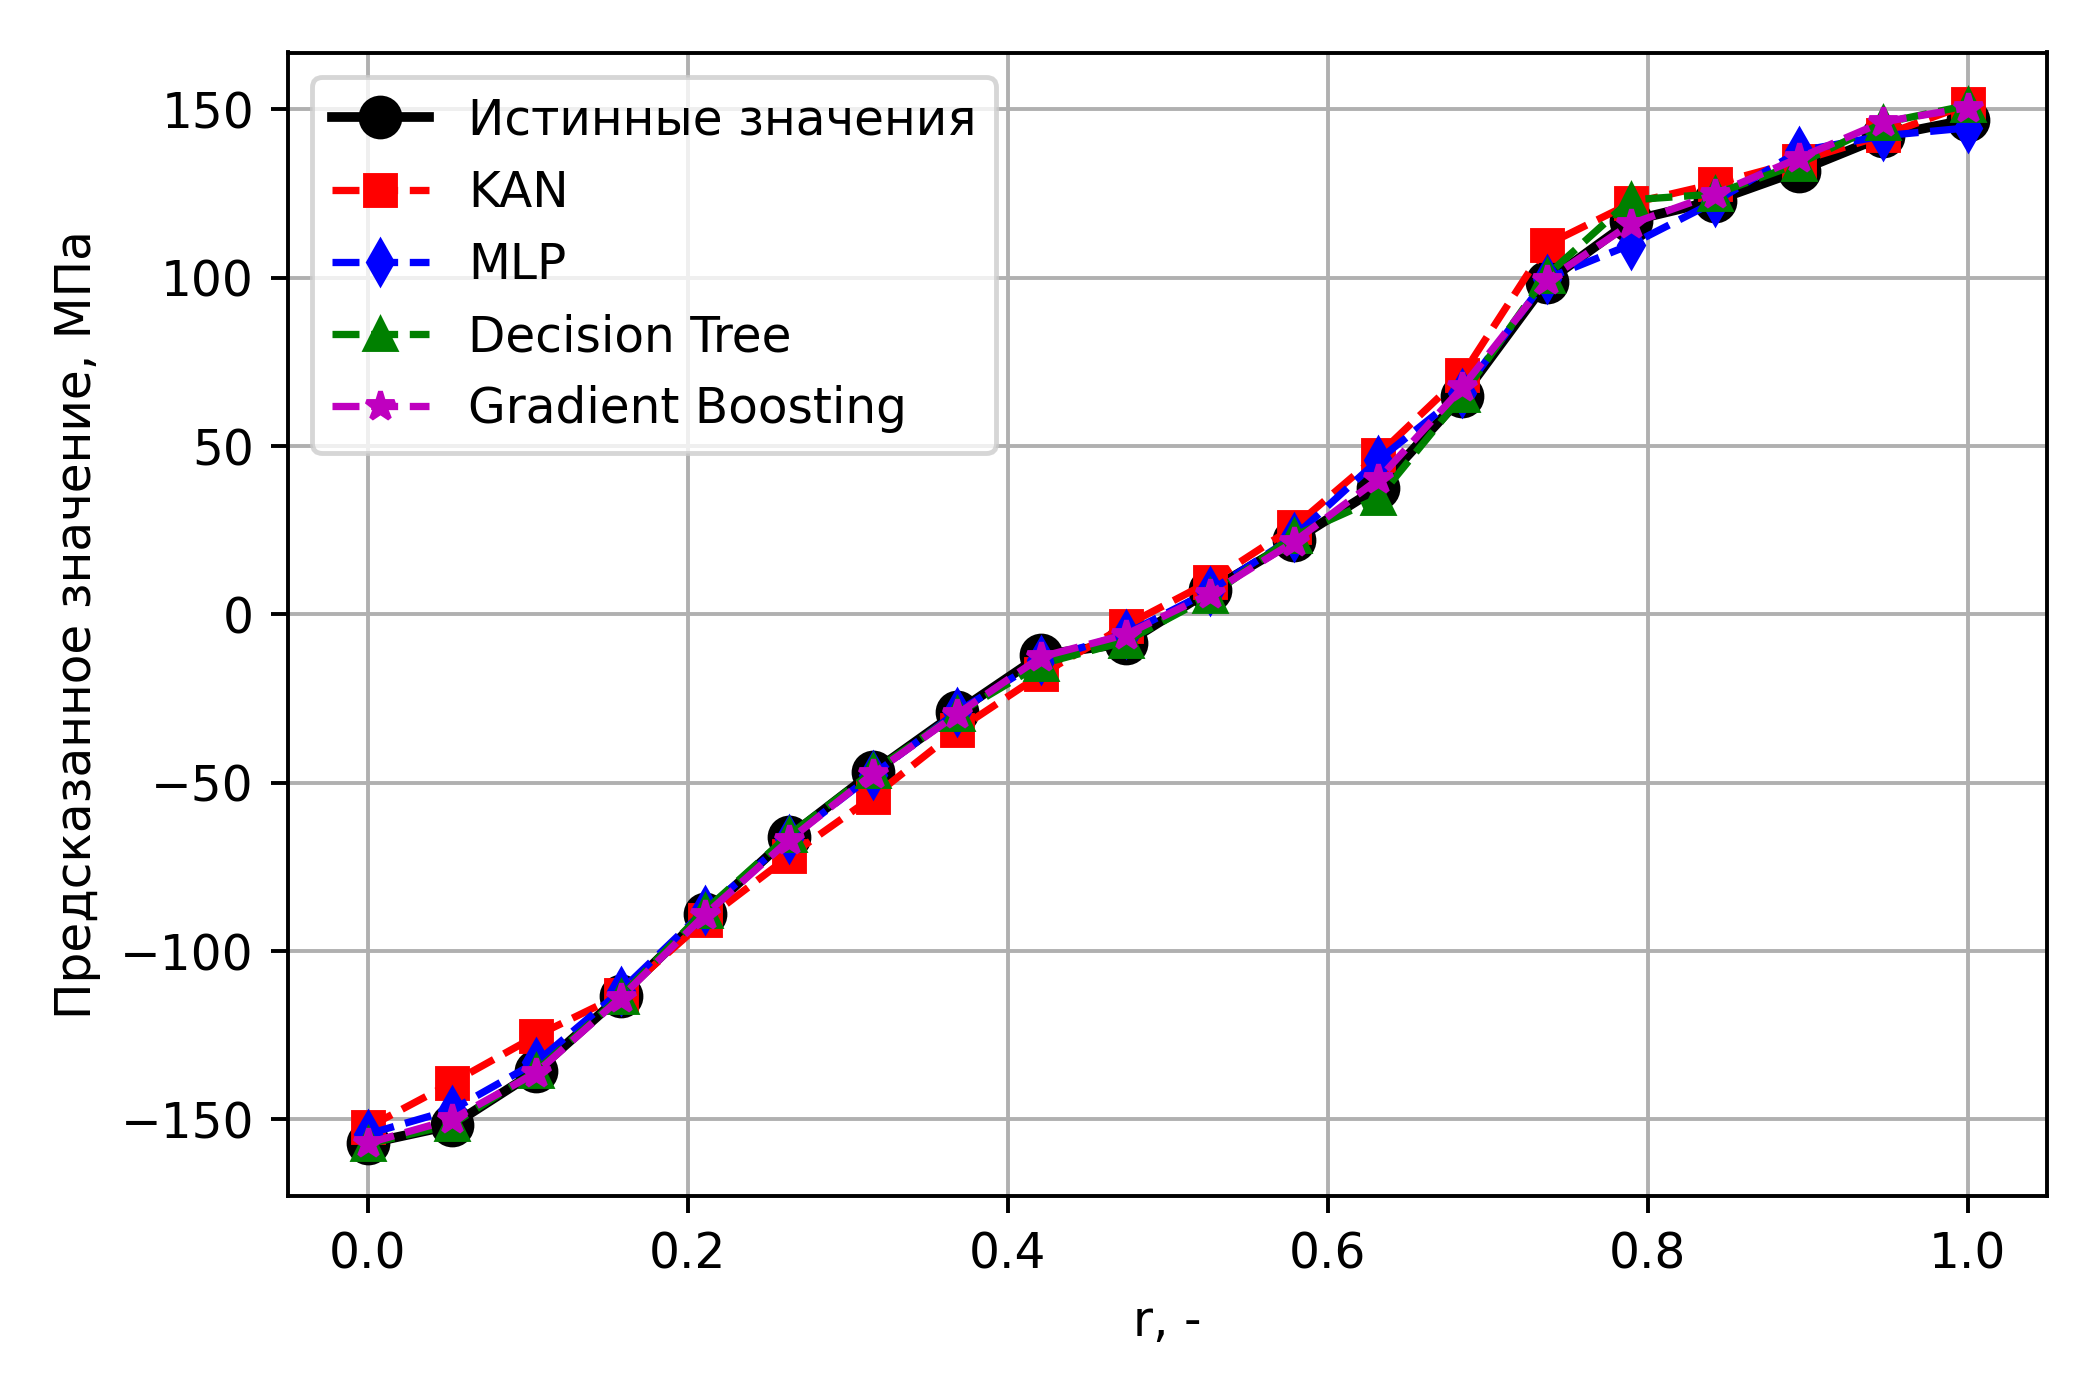 Истинные значения
KAN
MLP
Decision Tree
Gradient Boosting
Предсказанное значение, МПа
150
100
50
0
−50
−100
−150
0.0 0.2 0.4 0.6 0.8 1.0
r, -